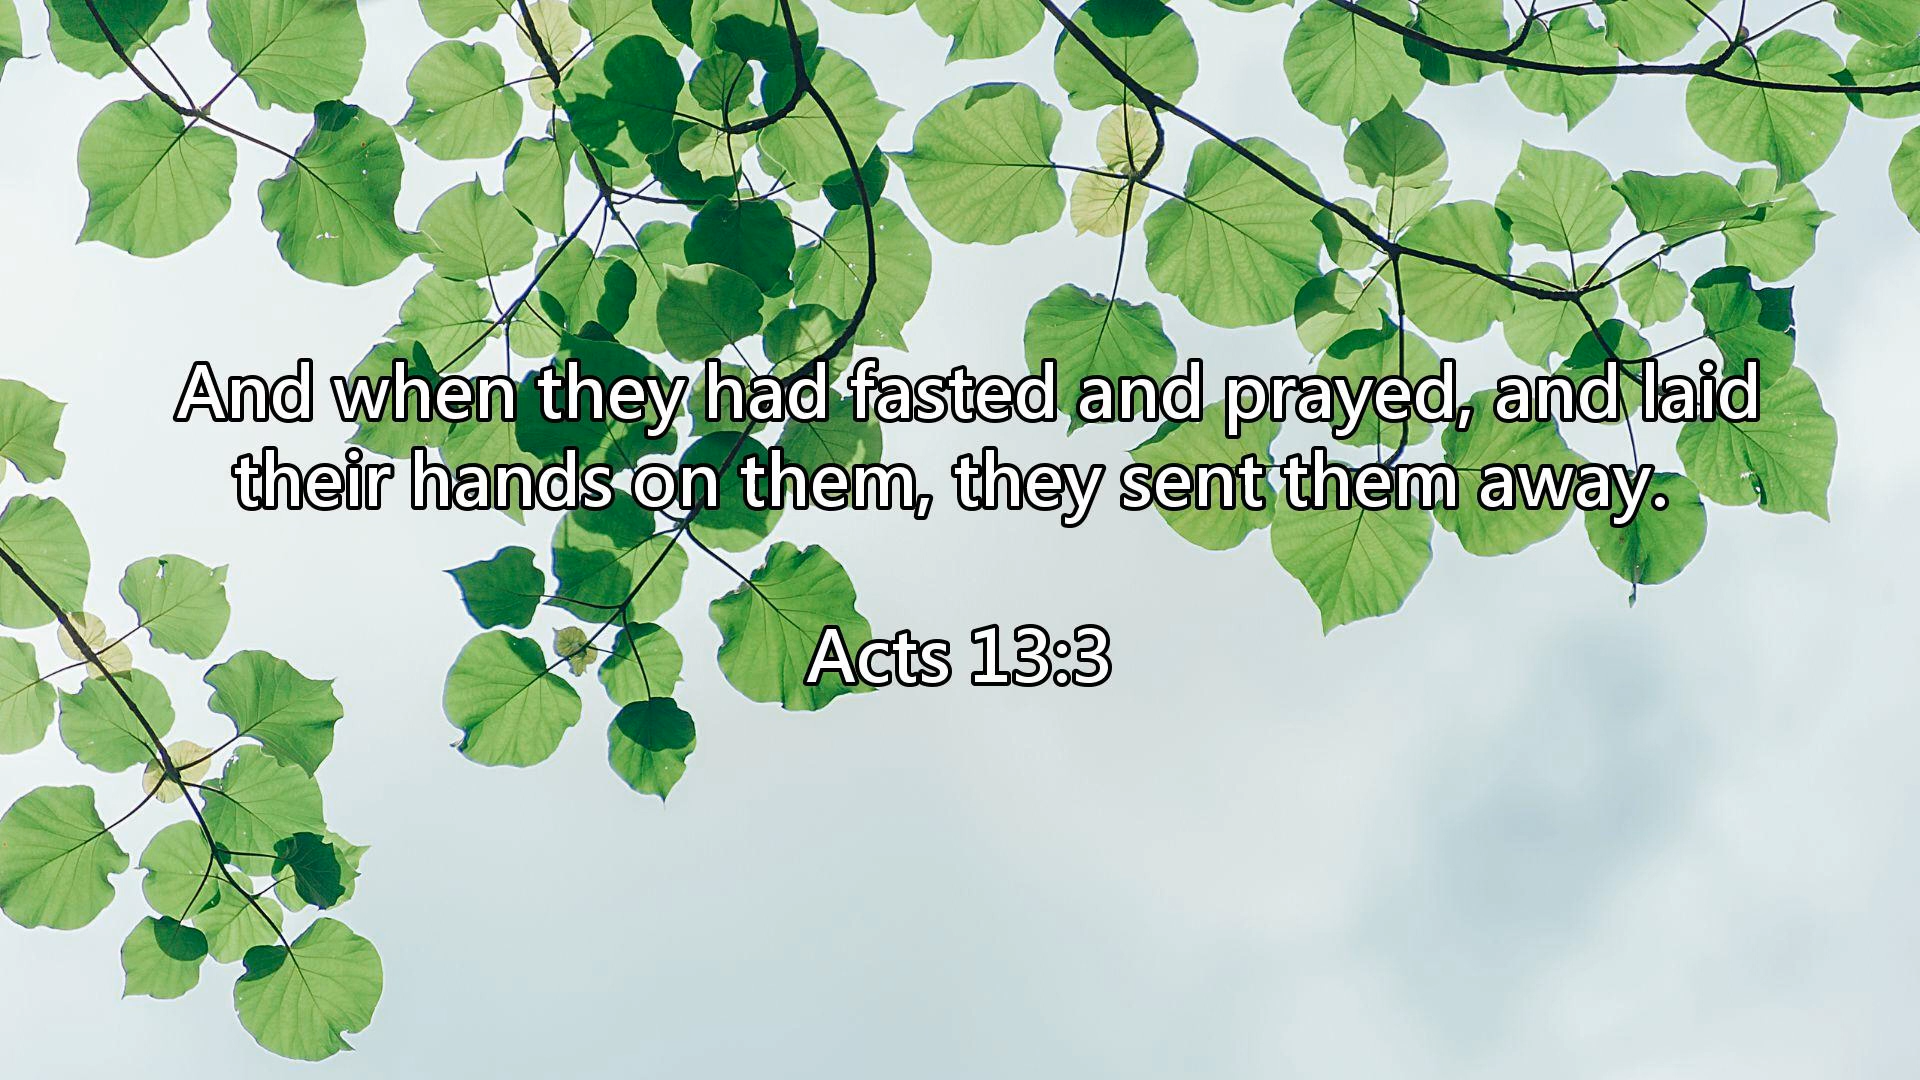 And when they had fasted and prayed, and laid
their hands on them, they sent them away.
Acts 13:3